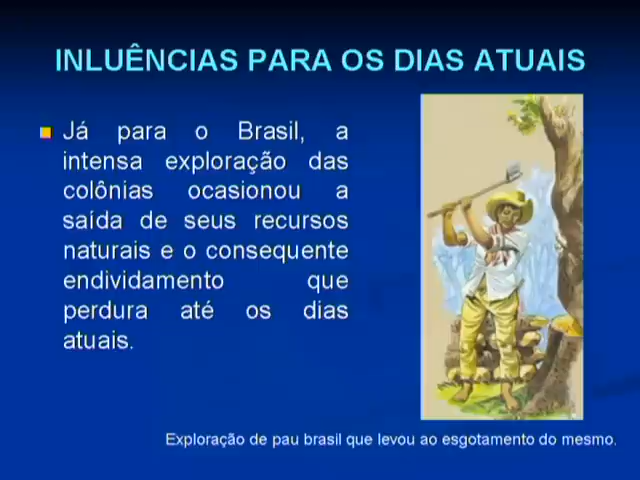 INLUÊNCIAS PARA OS DIAS ATUAIS
Já para o Brasil, a
intensa exploração das
colônias ocasionou a
saída de seus recursos
naturais e o consequente
endividamento que
perdura até os dias
atuais.
Exploração de pau brasil que levou ao esgotamento do mesmo.